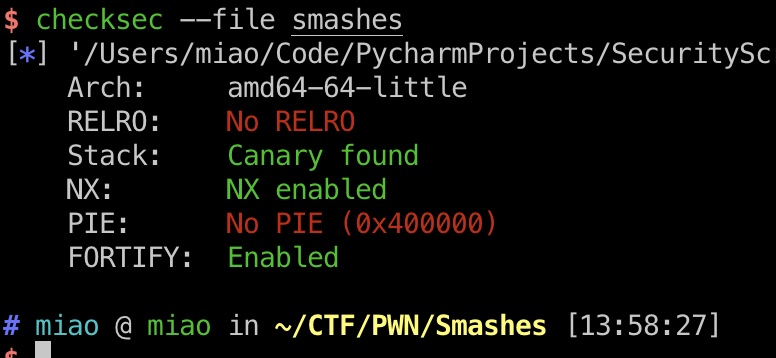 $ checksec --file smashes
[*] '/Users/miao/Code/PycharmProjects/SecuritySc
Arch: amd64-64-little
RELRO: No RELRO
Stack: Canary found
NX: NX enabled
PIE: No PIE (0x400000)
FORTIFY: Enabled
# miao @ miao in ~/CTF/PWN/Smashes [13:58:27]
$